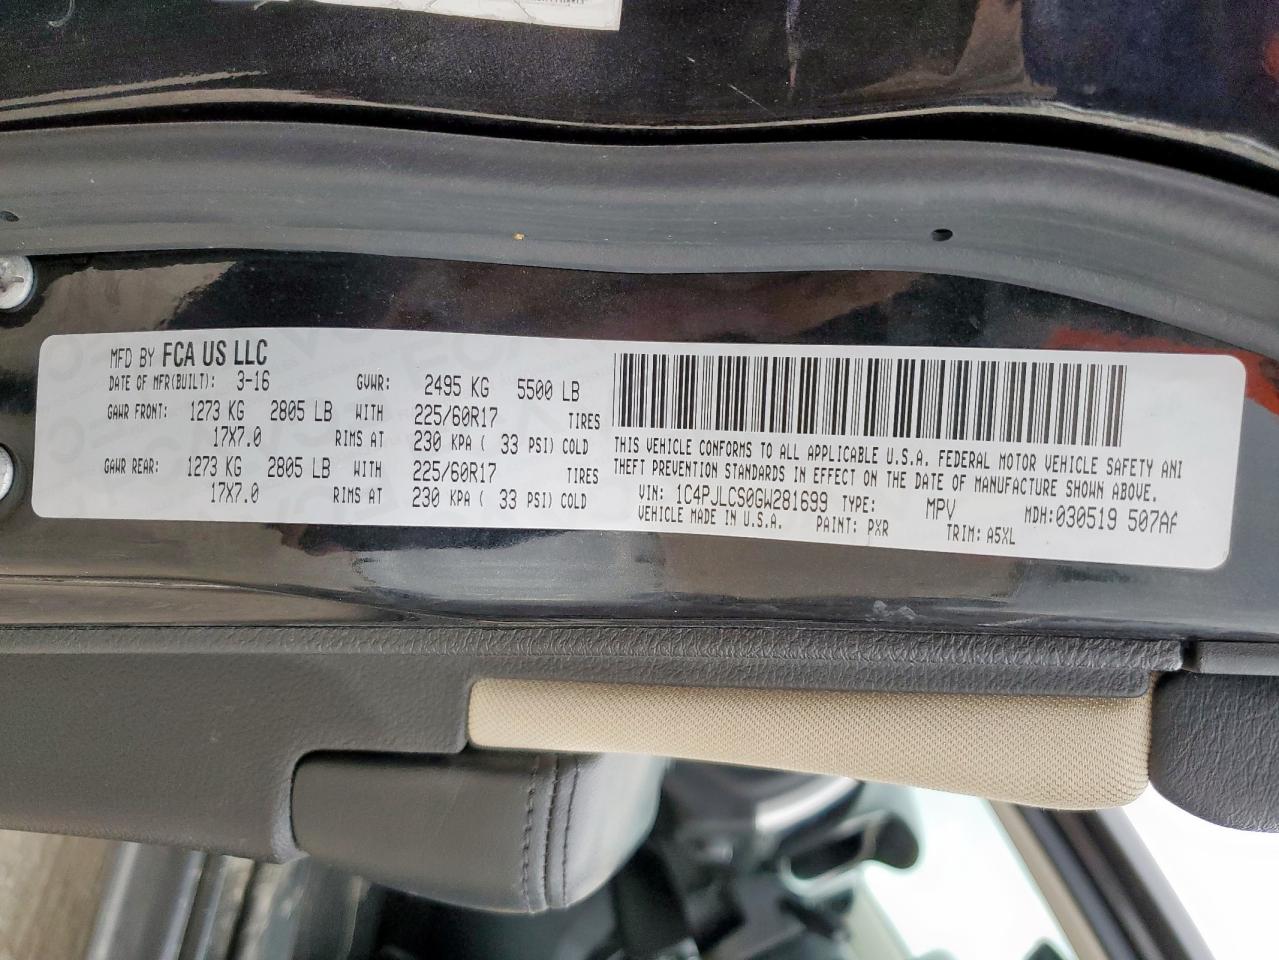 MFD BY FCA US LLC
DATE OF MFR(BUILT): 3-16 GVWR: 2495 KG 5500 LB
GAWR FRONT: 1273 KG 2805 LB WITH 225/60R17 TIRES
17X7.0 RIMS AT 230 KPA ( 33 PSI) COLD
GAWR REAR: 1273 KG 2805 LB WITH 225/60R17 TIRES
17X7.0 RIMS AT 230 KPA ( 33 PSI) COLD
THIS VEHICLE CONFORMS TO ALL APPLICABLE U.S.A. FEDERAL MOTOR VEHICLE SAFETY AND
THEFT PREVENTION STANDARDS IN EFFECT ON THE DATE OF MANUFACTURE SHOWN ABOVE.
VIN: 1C4PJLCS0GW281699 TYPE: MPV MDH:030519 507AF
VEHICLE MADE IN U.S.A. PAINT: PXR TRIM: A5XL